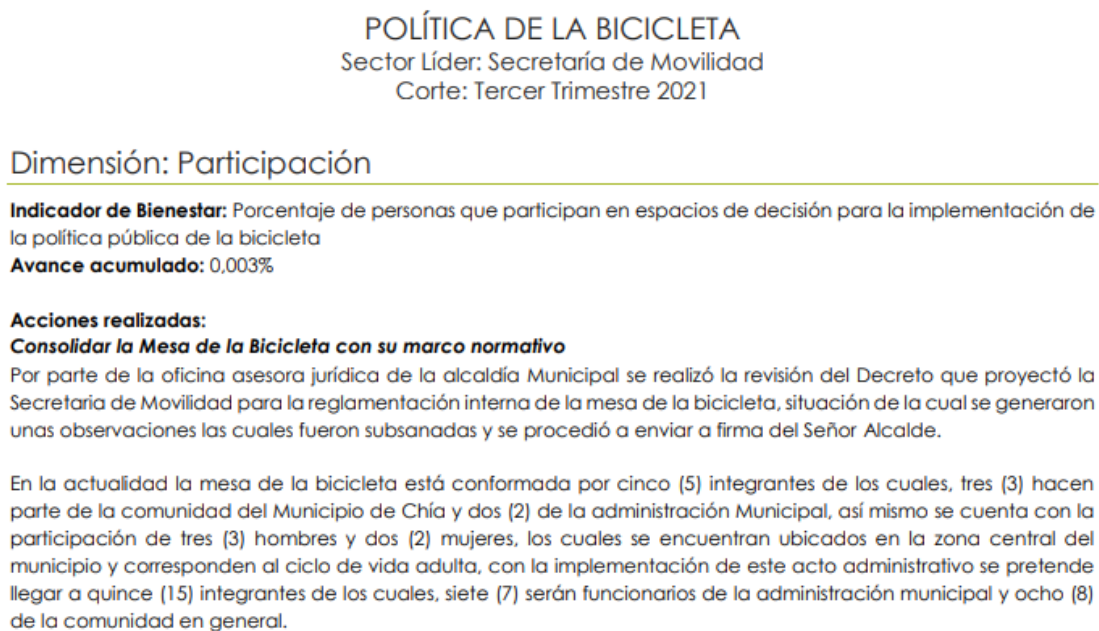 POLÍTICA DE LA BICICLETA
Sector Líder: Secretaría de Movilidad
Corte: Tercer Trimestre 2021
Dimensión: Participación
Indicador de Bienestar: Porcentaje de personas que participan en espacios de decisión para la implementación de
la política pública de la bicicleta
Avance acumulado: 0,003%
Acciones realizadas:
Consolidar la Mesa de la Bicicleta con su marco normativo
Por parte de la oficina asesora jurídica de la alcaldía Municipal se realizó la revisión del Decreto que proyectó la
Secretaria de Movilidad para la reglamentación interna de la mesa de la bicicleta, situación de la cual se generaron
unas observaciones las cuales fueron subsanadas y se procedió a enviar a firma del Señor Alcalde.
En la actualidad la mesa de la bicicleta está conformada por cinco (5) integrantes de los cuales, tres (3) hacen
parte de la comunidad del Municipio de Chía y dos (2) de la administración Municipal, así mismo se cuenta con la
participación de tres (3) hombres y dos (2) mujeres, los cuales se encuentran ubicados en la zona central del
municipio y corresponden al ciclo de vida adulta, con la implementación de este acto administrativo se pretende
llegar a quince (15) integrantes de los cuales, siete (7) serán funcionarios de la administración municipal y ocho (8)
de la comunidad en general.